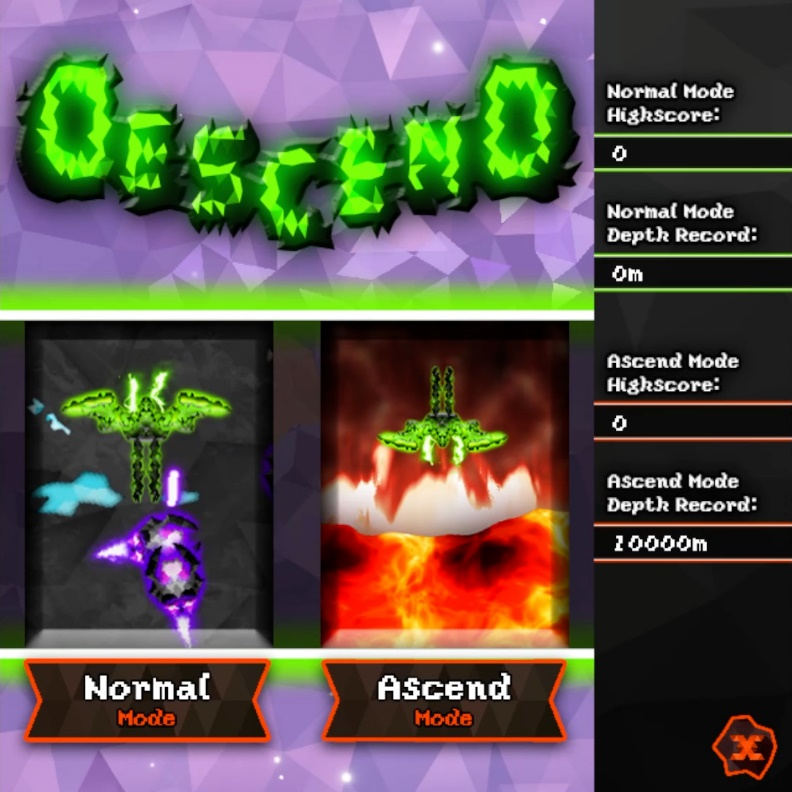 DESCEND
Normal Mode
Highscore:
0
Normal Mode
Depth Record:
0m
Ascend Mode
Highscore:
0
Ascend Mode
Depth Record:
10000m
Normal
Mode
Ascend
Mode
X